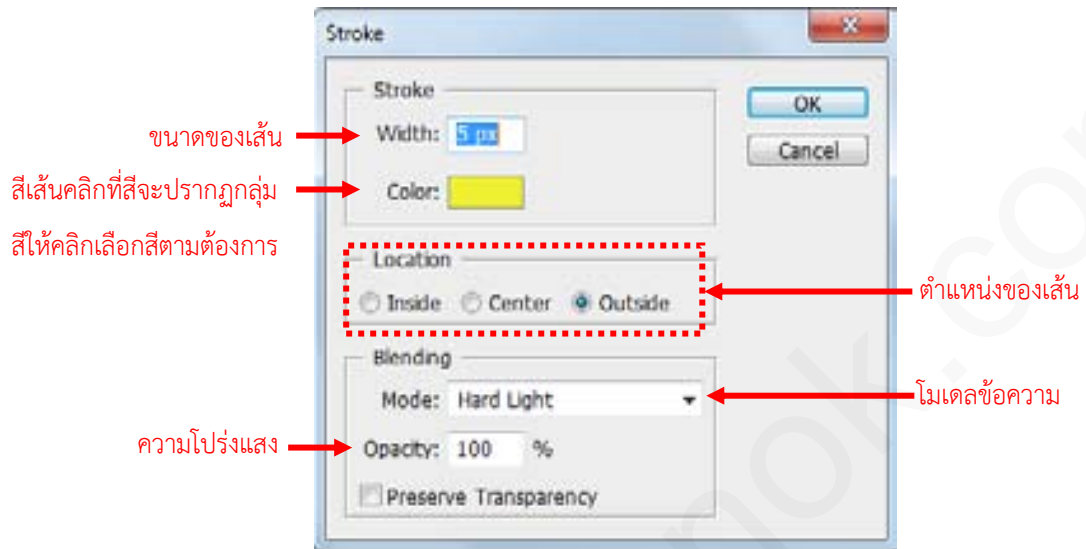 Stroke
Stroke
OK
ขนาดของเส้น
Width: 5 px
Cancel
สีเส้นคลิกที่สีจะปรากฏกลุ่ม
Color:
สีให้คลิกเลือกสีตามต้องการ
Location
Inside Center Outside
ตำแหน่งของเส้น
Blending
Mode: Hard Light
โมเดลข้อความ
ความโปร่งแสง
Opacity: 100 %
Preserve Transparency